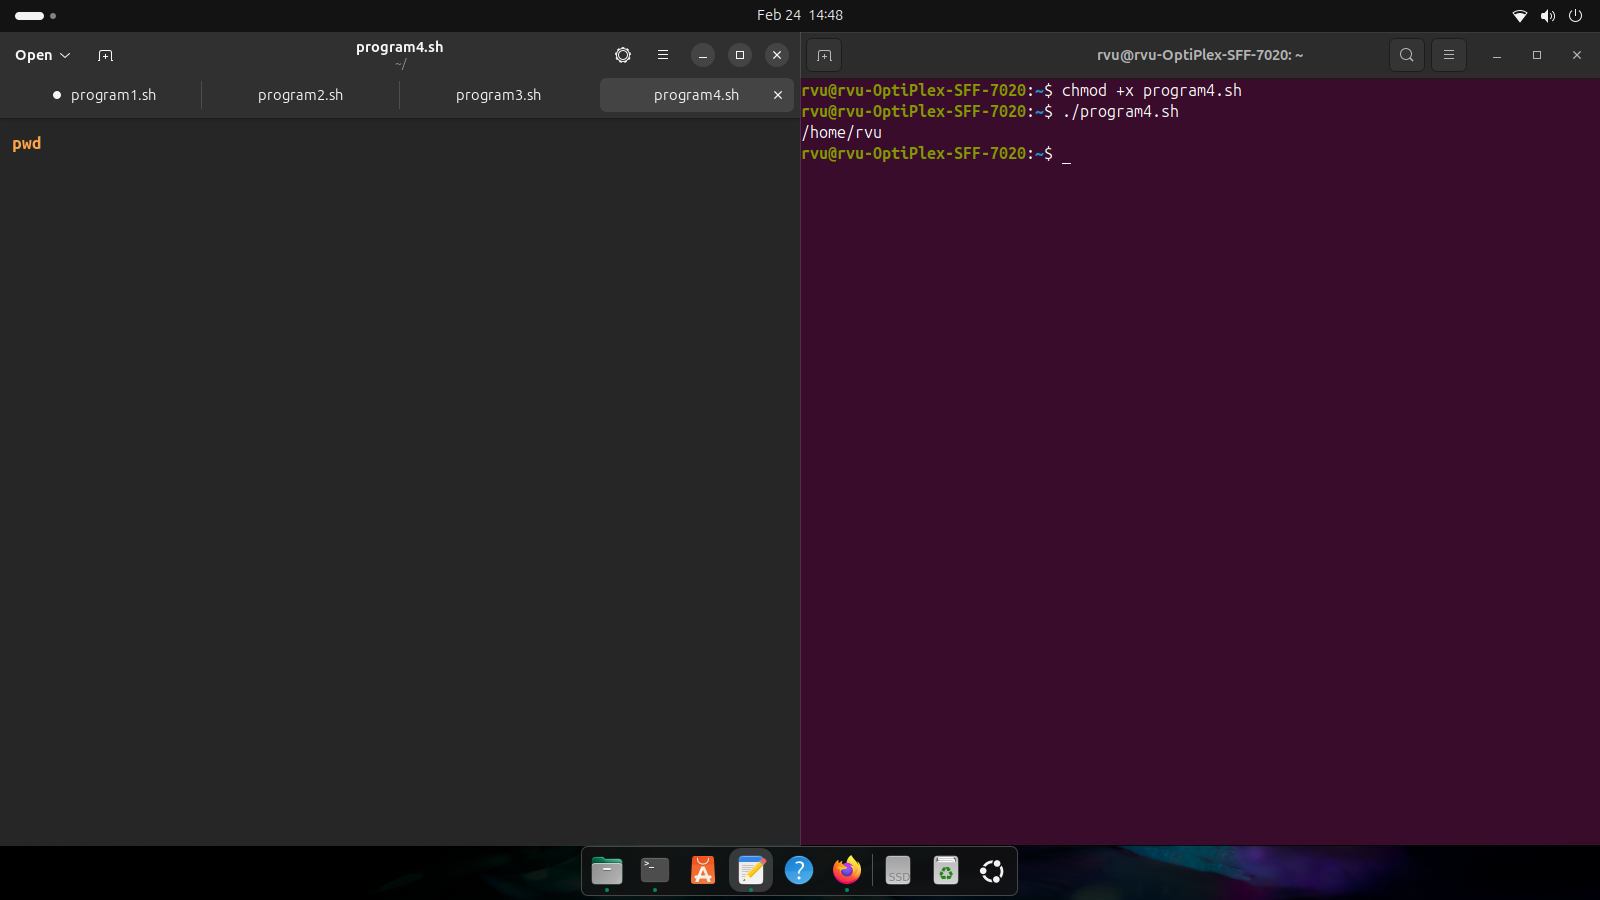 Feb 24 14:48
Open
program4.sh
~/
program1.sh
program2.sh
program3.sh
program4.sh
pwd
rvu@rvu-OptiPlex-SFF-7020: ~
rvu@rvu-OptiPlex-SFF-7020:~$ chmod +x program4.sh
rvu@rvu-OptiPlex-SFF-7020:~$ ./program4.sh
/home/rvu
rvu@rvu-OptiPlex-SFF-7020:~$ _
>_
?
SSD